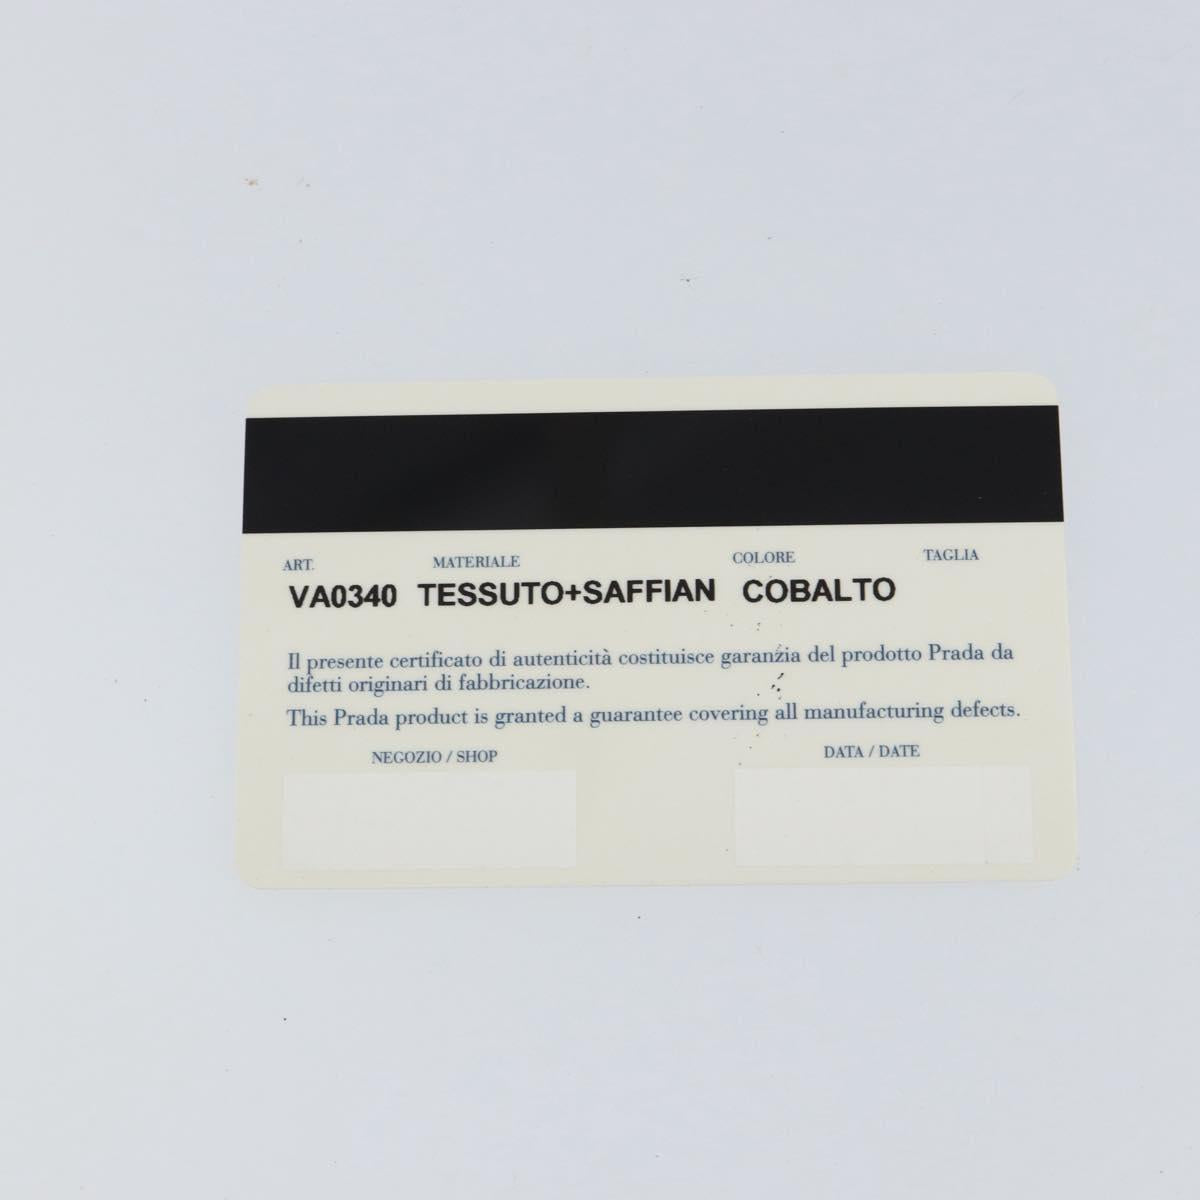 ART. MATERIALE COLORE TAGLIA
VA0340 TESSUTO+SAFFIAN COBALTO
Il presente certificato di autenticità costituisce garanzia del prodotto Prada da
difetti originari di fabbricazione.
This Prada product is granted a guarantee covering all manufacturing defects.
NEGOZIO / SHOP DATA / DATE